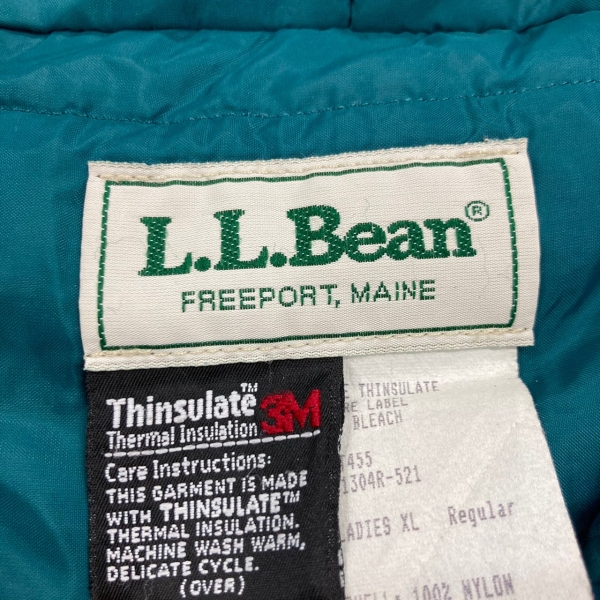 L.L.Bean®
FREEPORT, MAINE
Thinsulate™ 3M
Thermal Insulation
Care Instructions:
THIS GARMENT IS MADE
WITH THINSULATE™
THERMAL INSULATION.
MACHINE WASH WARM,
DELICATE CYCLE.
(OVER)
E THINSULATE
RE LABEL
BLEACH
455
1304R-521
LADIES XL Regular
100% NYLON